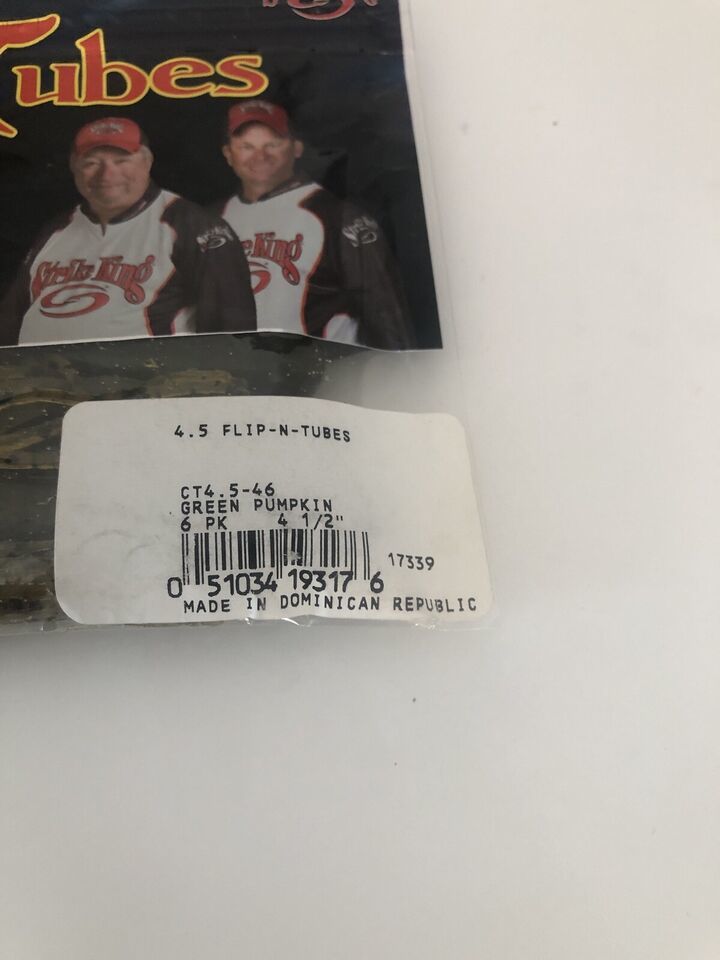 Tubes
Strike King
Strike King
4.5 FLIP-N-TUBES
CT4.5-46
GREEN PUMPKIN
6 PK 4 1/2"
17339
0 51034 19317 6
MADE IN DOMINICAN REPUBLIC